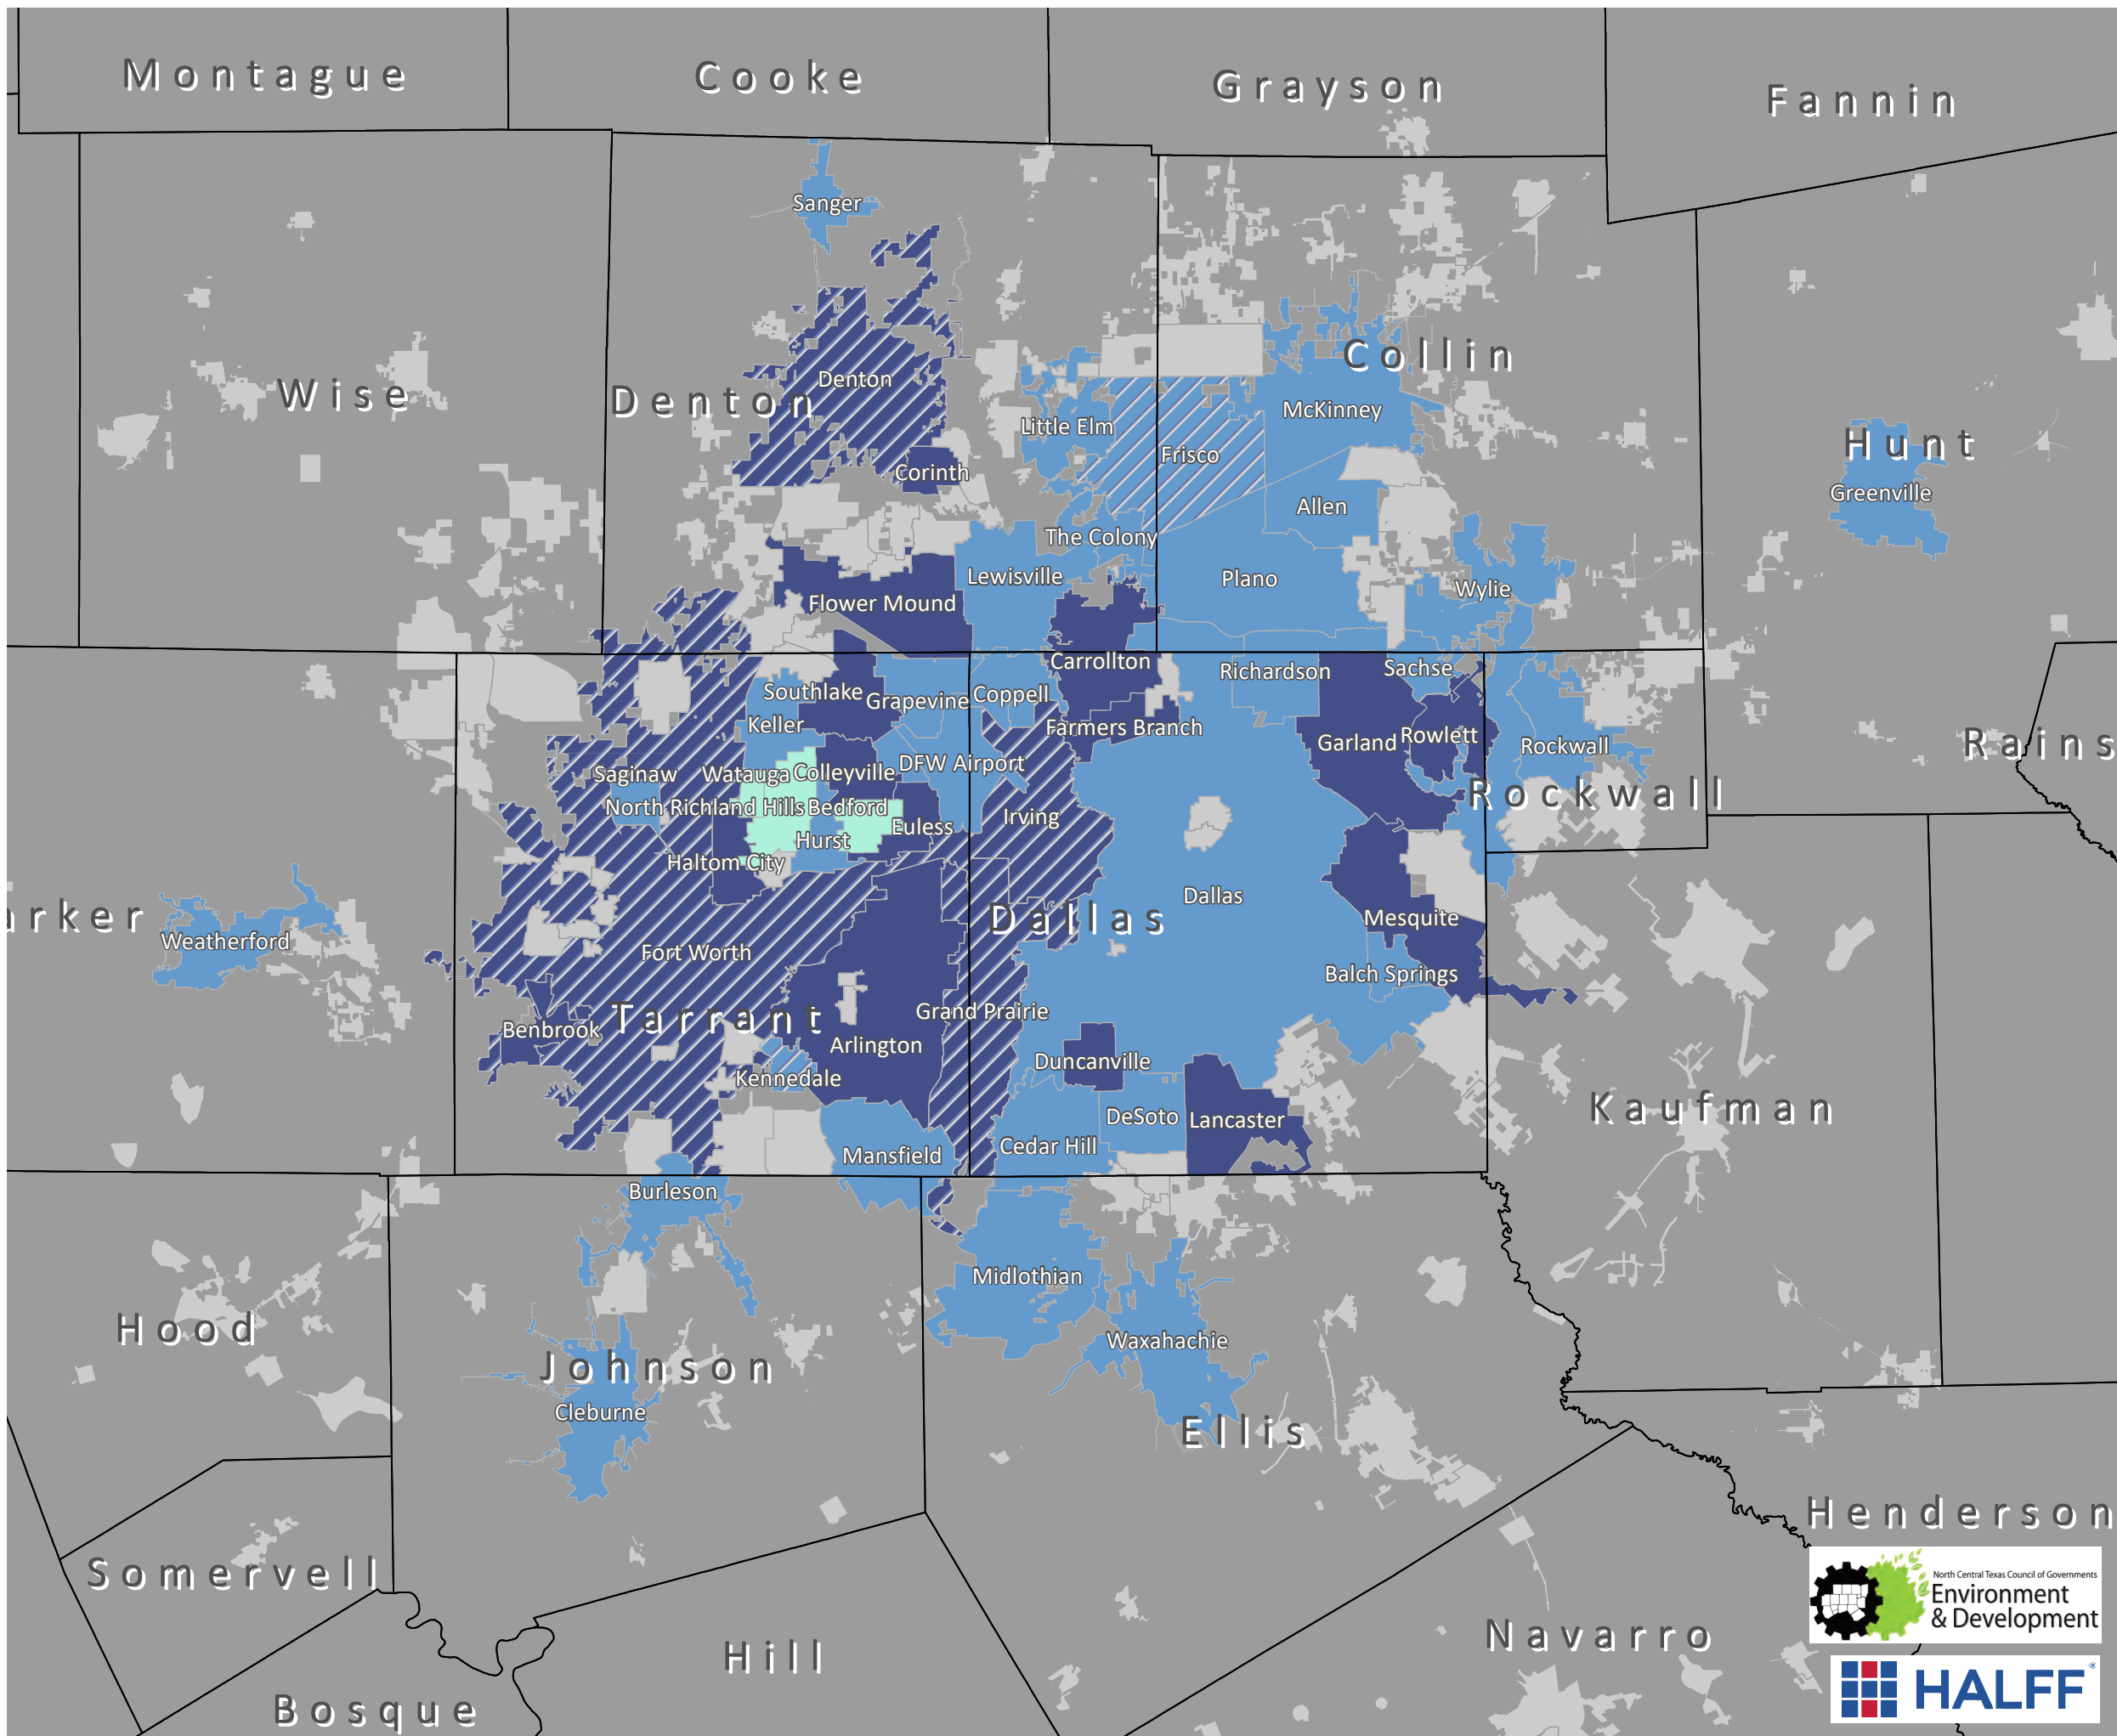 Montague
Cooke
Grayson
Fannin
Sanger
Denton
Wise
Denton
Collin
McKinney
Little Elm
Hunt
Frisco
Corinth
Greenville
Allen
The Colony
Lewisville
Plano
Wylie
Flower Mound
Carrollton
Richardson
Sachse
Southlake
Grapevine
Coppell
Keller
Farmers Branch
Garland
Rowlett
Rockwall
Rains
DFW Airport
Saginaw
Watauga
Colleyville
Rockwall
North Richland Hills
Bedford
Irving
Euless
Hurst
Haltom City
Dallas
arker
Dallas
Mesquite
Weatherford
Fort Worth
Balch Springs
Grand Prairie
Tarrant
Benbrook
Arlington
Duncanville
Kennedale
Kaufman
DeSoto
Lancaster
Cedar Hill
Mansfield
Burleson
Midlothian
Hood
Waxahachie
Johnson
Cleburne
Ellis
Henderson
Somervell
North Central Texas Council of Governments
Environment
& Development
Navarro
Hill
HALFF®
Bosque